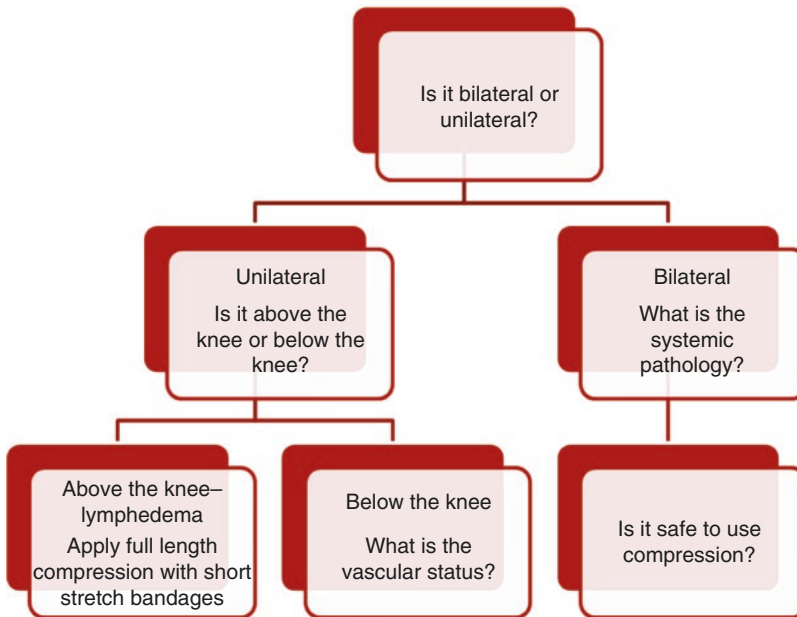 Is it bilateral or
unilateral?
Unilateral
Is it above the
knee or below the
knee?
Bilateral
What is the
systemic
pathology?
Above the knee–
lymphedema
Apply full length
compression with short
stretch bandages
Below the knee
What is the
vascular status?
Is it safe to use
compression?